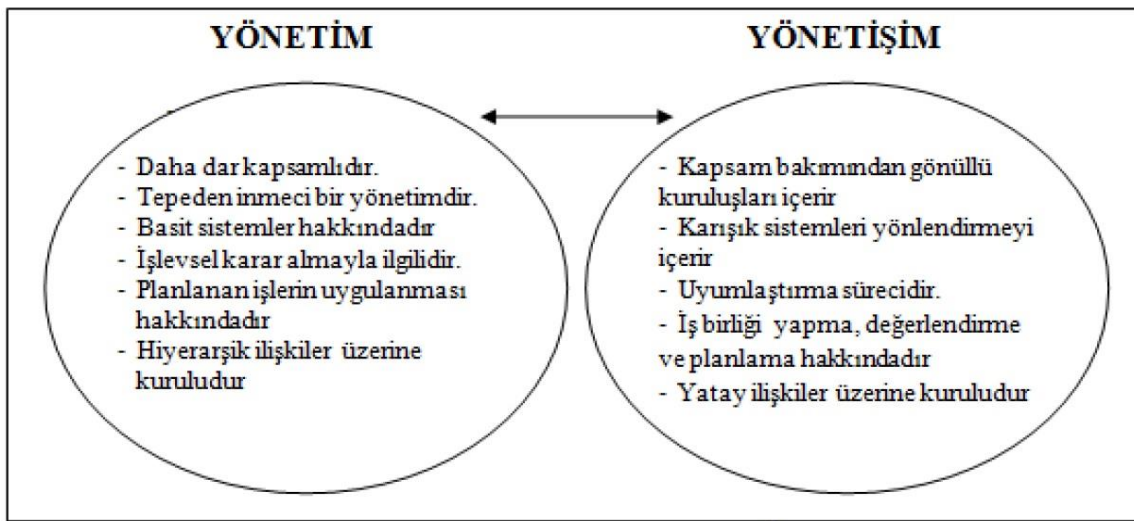 YÖNETİM
YÖNETİŞİM
- Daha dar kapsamlıdır.
- Tepeden inmeci bir yönetimdir.
- Basit sistemler hakkındadır
- İşlevsel karar almayla ilgilidir.
- Planlanan işlerin uygulanması
hakkındadır
- Hiyerarşik ilişkiler üzerine
kuruludur
- Kapsam bakımından gönüllü
kuruluşları içerir
- Karışık sistemleri yönlendirmeyi
içerir
- Uyumlaştırma sürecidir.
- İş birliği yapma, değerlendirme
ve planlama hakkındadır
- Yatay ilişkiler üzerine kuruludur